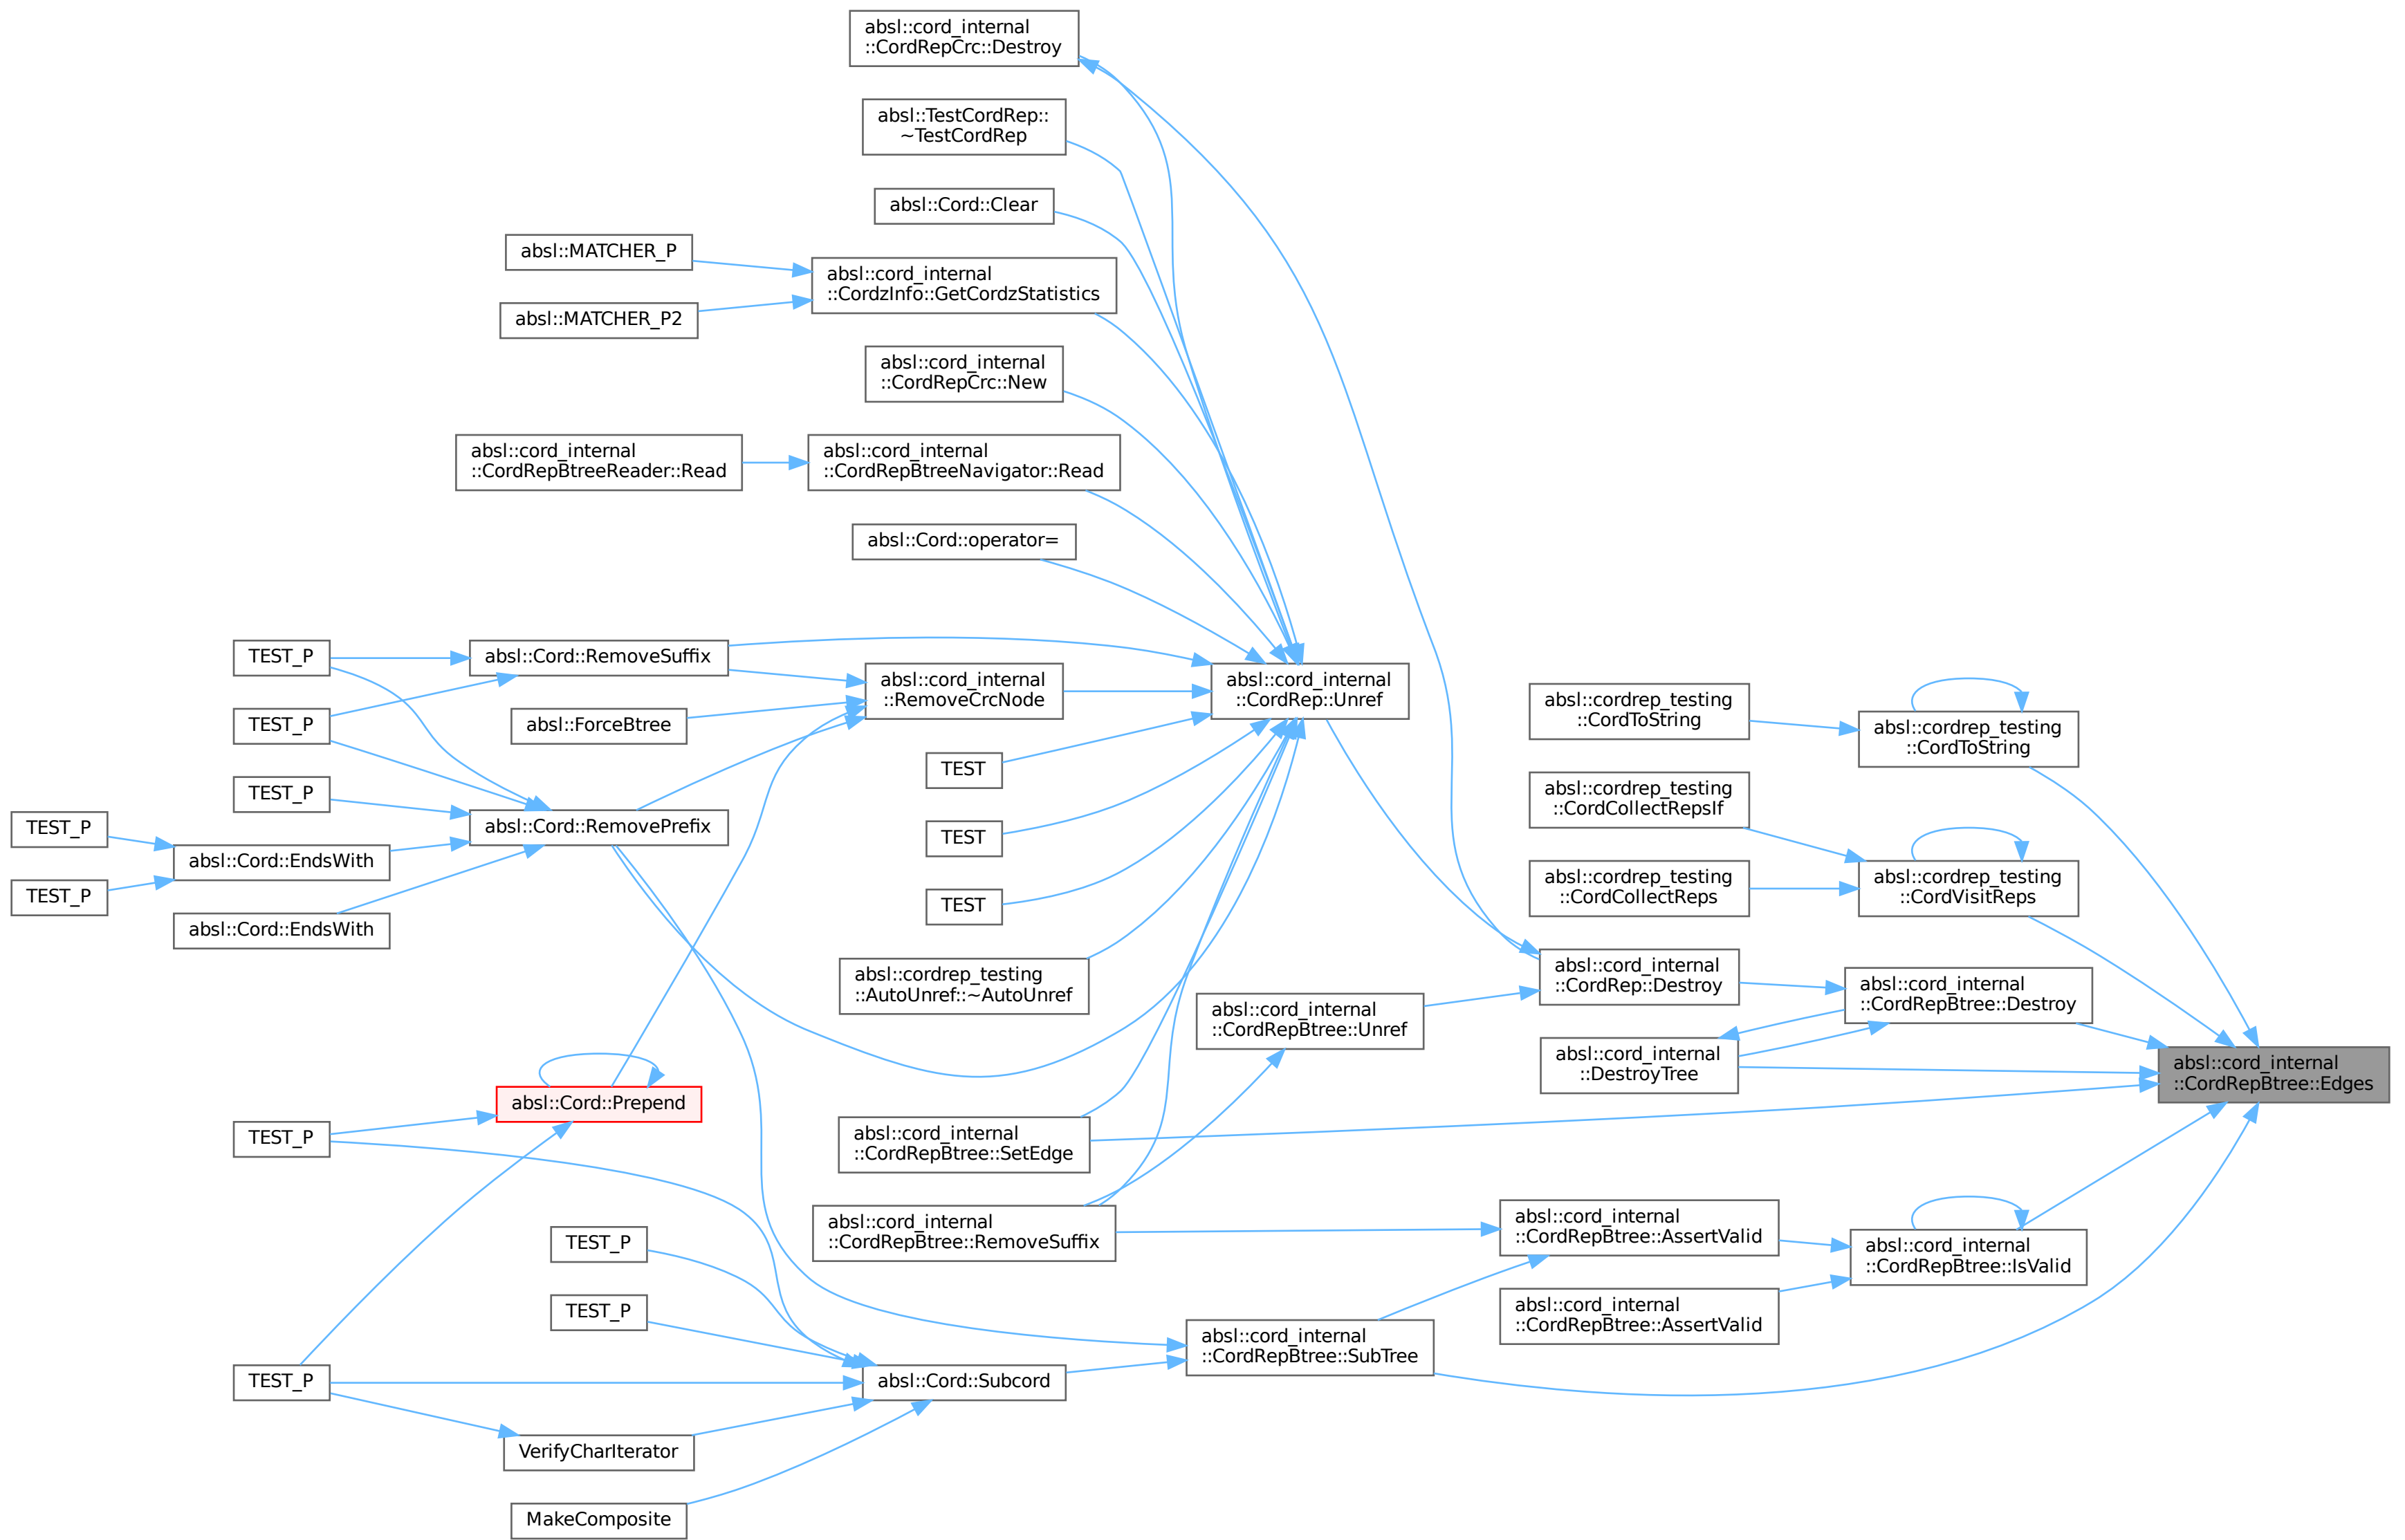 absl::cord_internal
::CordRepCrc::Destroy
absl::TestCordRep::
~TestCordRep
absl::Cord::Clear
absl::MATCHER_P
absl::cord_internal
::CordzInfo::GetCordzStatistics
absl::MATCHER_P2
absl::cord_internal
::CordRepCrc::New
absl::cord_internal
::CordRepBtreeReader::Read
absl::cord_internal
::CordRepBtreeNavigator::Read
absl::Cord::operator=
TEST_P
absl::Cord::RemoveSuffix
absl::cord_internal
::RemoveCrcNode
absl::cord_internal
::CordRep::Unref
absl::cordrep_testing
::CordToString
absl::cordrep_testing
::CordToString
TEST_P
absl::ForceBtree
TEST
TEST_P
absl::cordrep_testing
::CordCollectRepsIf
TEST_P
absl::Cord::RemovePrefix
TEST
absl::Cord::EndsWith
absl::cordrep_testing
::CordCollectReps
absl::cordrep_testing
::CordVisitReps
TEST_P
TEST
absl::Cord::EndsWith
absl::cordrep_testing
::AutoUnref::~AutoUnref
absl::cord_internal
::CordRep::Destroy
absl::cord_internal
::CordRepBtree::Destroy
absl::cord_internal
::CordRepBtree::Unref
absl::cord_internal
::DestroyTree
absl::cord_internal
::CordRepBtree::Edges
absl::Cord::Prepend
TEST_P
absl::cord_internal
::CordRepBtree::SetEdge
absl::cord_internal
::CordRepBtree::RemoveSuffix
absl::cord_internal
::CordRepBtree::AssertValid
absl::cord_internal
::CordRepBtree::IsValid
TEST_P
TEST_P
absl::cord_internal
::CordRepBtree::AssertValid
absl::cord_internal
::CordRepBtree::SubTree
TEST_P
absl::Cord::Subcord
VerifyCharIterator
MakeComposite